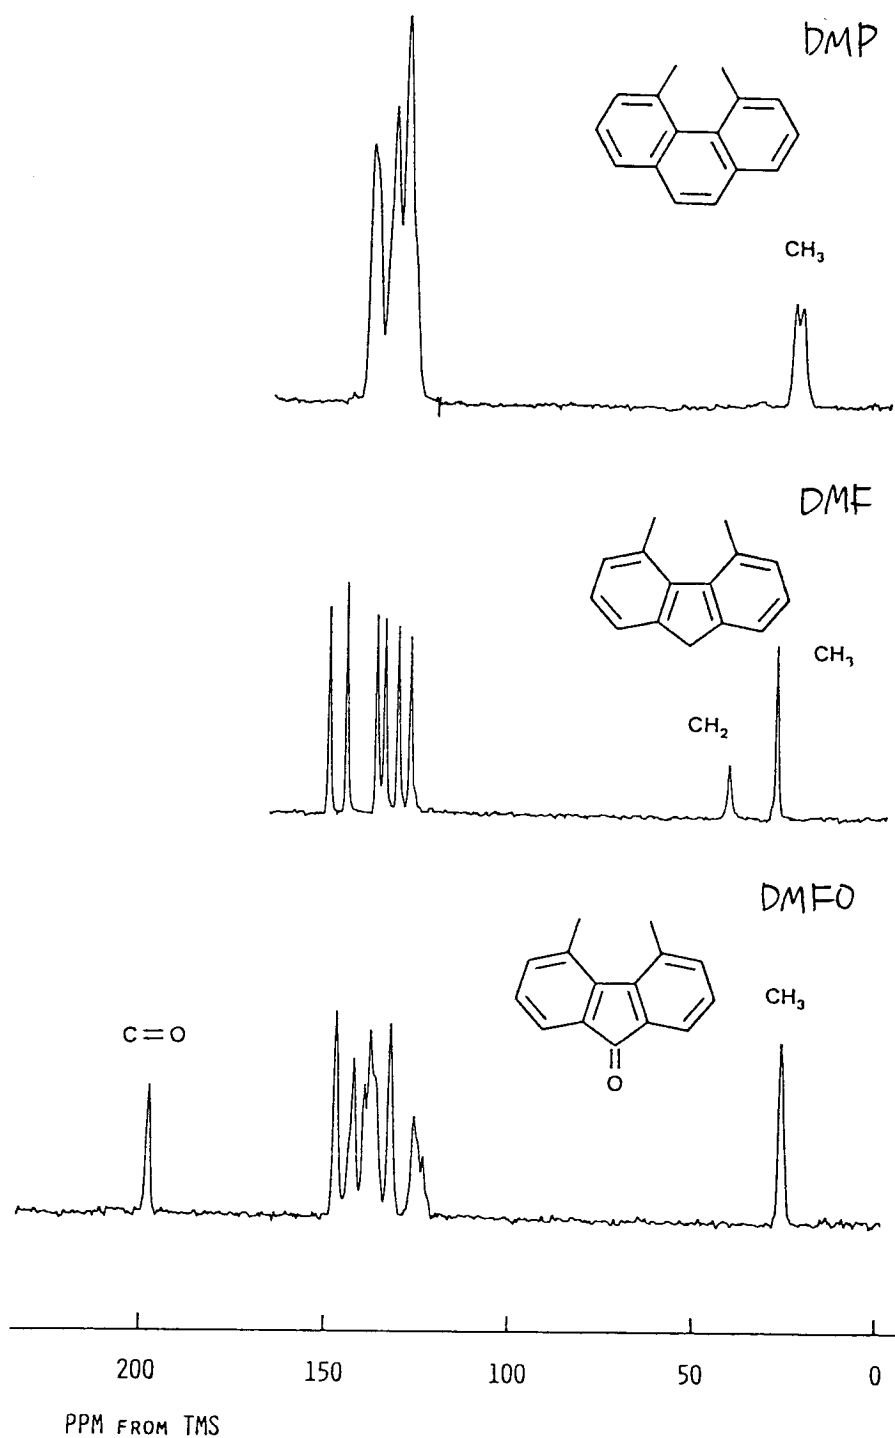 DMP
CH₃
DMF
CH₃
CH₂
DMFO
C=O
CH₃
O
200 150 100 50 0
PPM FROM TMS